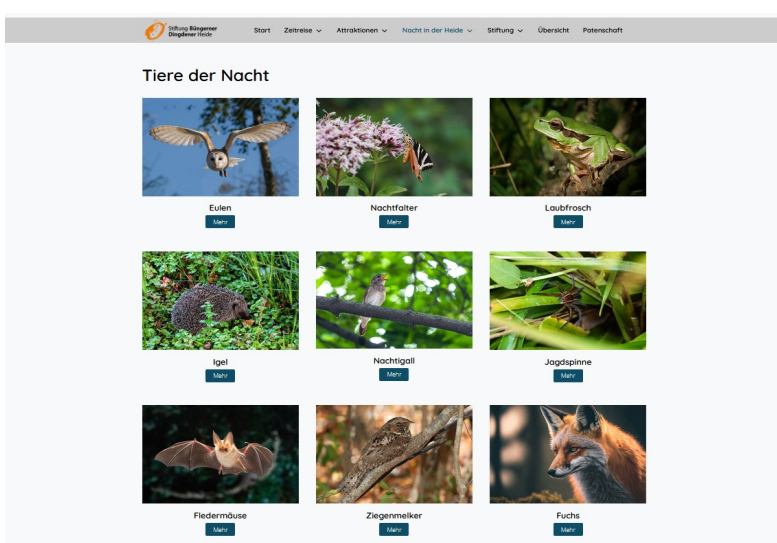 Stiftung Büngerner
Dingdener Heide
Start Zeitreise Attraktionen Nacht in der Heide Stiftung Übersicht Patenschaft
Tiere der Nacht
Eulen Nachtfalter Laubfrosch
Mehr Mehr Mehr
Igel Nachtigall Jagdspinne
Mehr Mehr Mehr
Fledermäuse Ziegenmelker Fuchs
Mehr Mehr Mehr